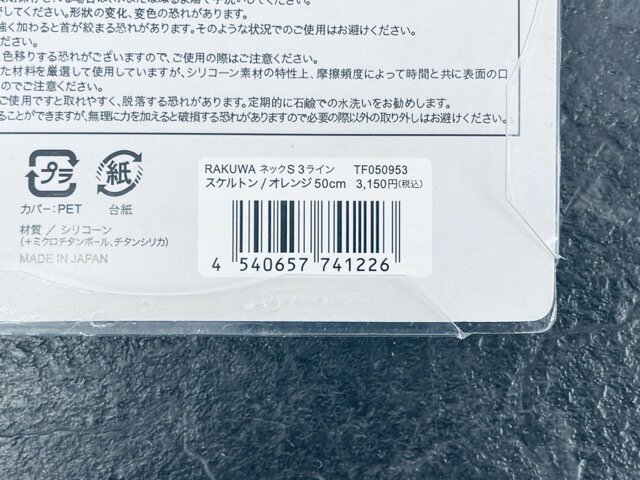 してください。形状の変化、変色の恐れがあります。
強く加わると首が絞まる恐れがあります。そのような状況でのご使用はお避けください。
色移りする恐れがございますので、ご使用の際はご注意ください。
た材料を厳選して使用していますが、シリコーン素材の特性上、摩擦頻度によって時間と共に表面の口
のでご注意ください。
ご使用ですと取れやすく、脱落する恐れがあります。定期的に石鹸での水洗いをお勧めします。
ることができますが、無理に力を加えると破損する恐れがありますので必要の際以外の取り外しはお避けください。
プラ
紙
カバー:PET
台紙
材質 / シリコーン
(+ミクロチタンボール、チタンシリカ)
MADE IN JAPAN
RAKUWA ネックS 3ライン TF050953
スケルトン/オレンジ 50cm 3,150円(税込)
4 540657 741226